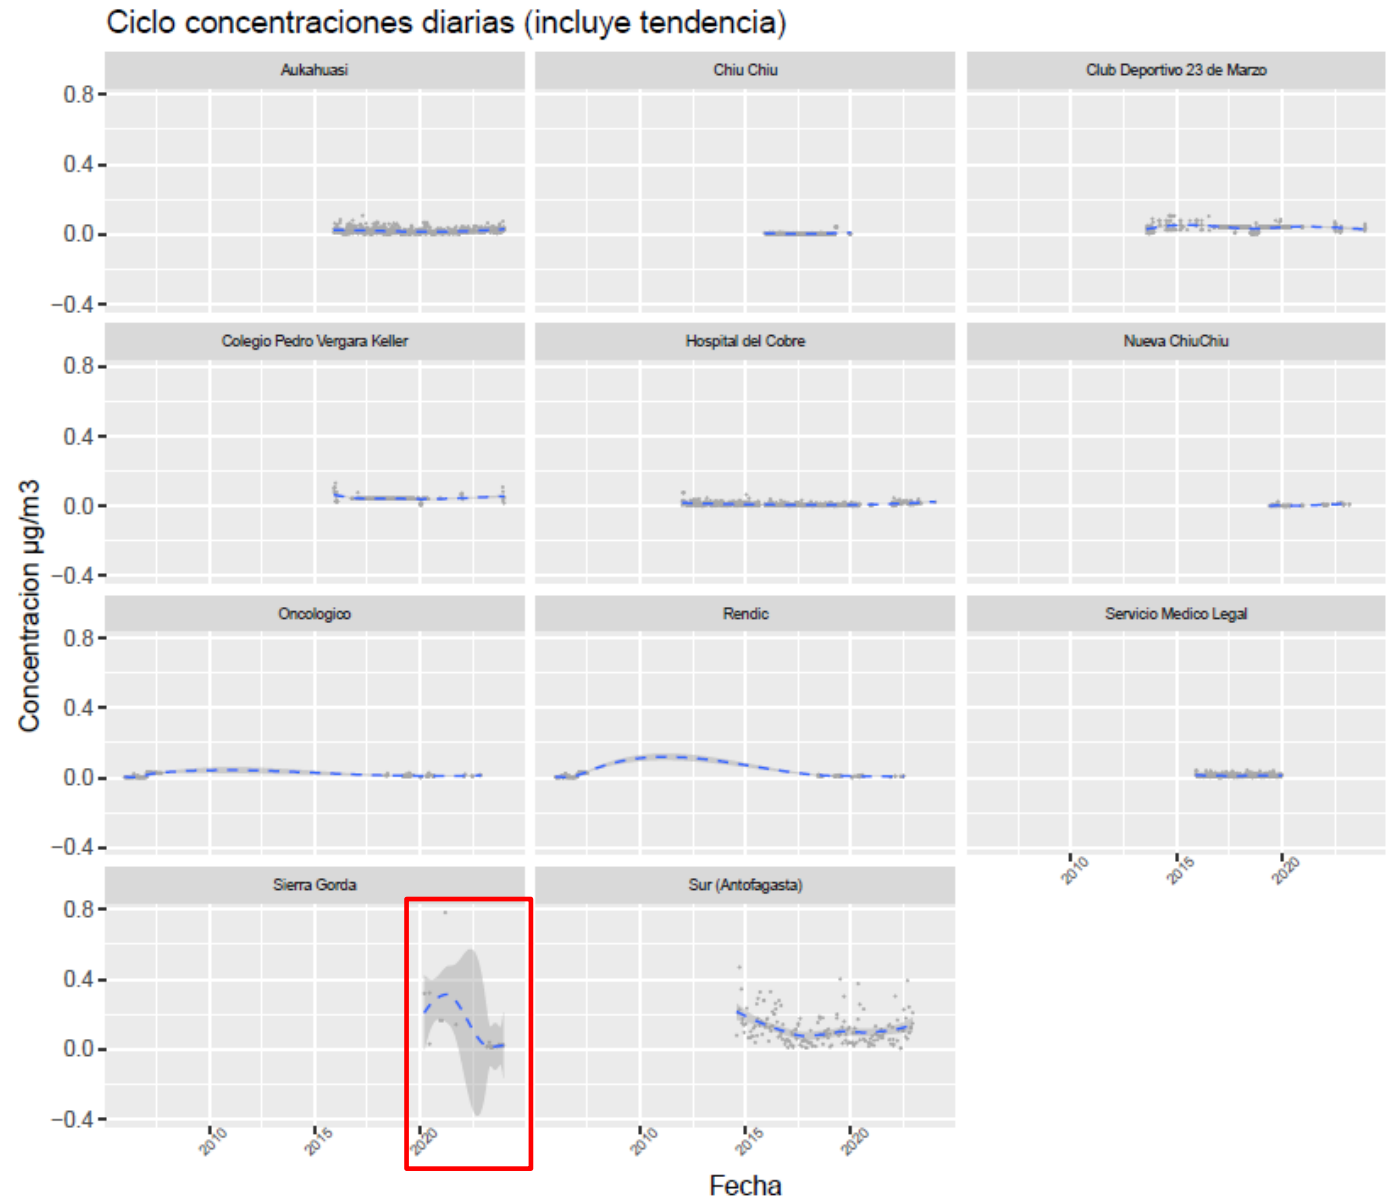 Ciclo concentraciones diarias (incluye tendencia)
Aukahuasi
Chiu Chiu
Club Deportivo 23 de Marzo
0.8
0.4
0.0
−0.4
Colegio Pedro Vergara Keller
Hospital del Cobre
Nueva ChiuChiu
0.8
0.4
0.0
−0.4
Concentracion µg/m3
Oncologico
Rendic
Servicio Medico Legal
0.8
0.4
0.0
−0.4
2010
2015
2020
Sierra Gorda
Sur (Antofagasta)
0.8
0.4
0.0
−0.4
2010
2015
2020
2010
2015
2020
Fecha